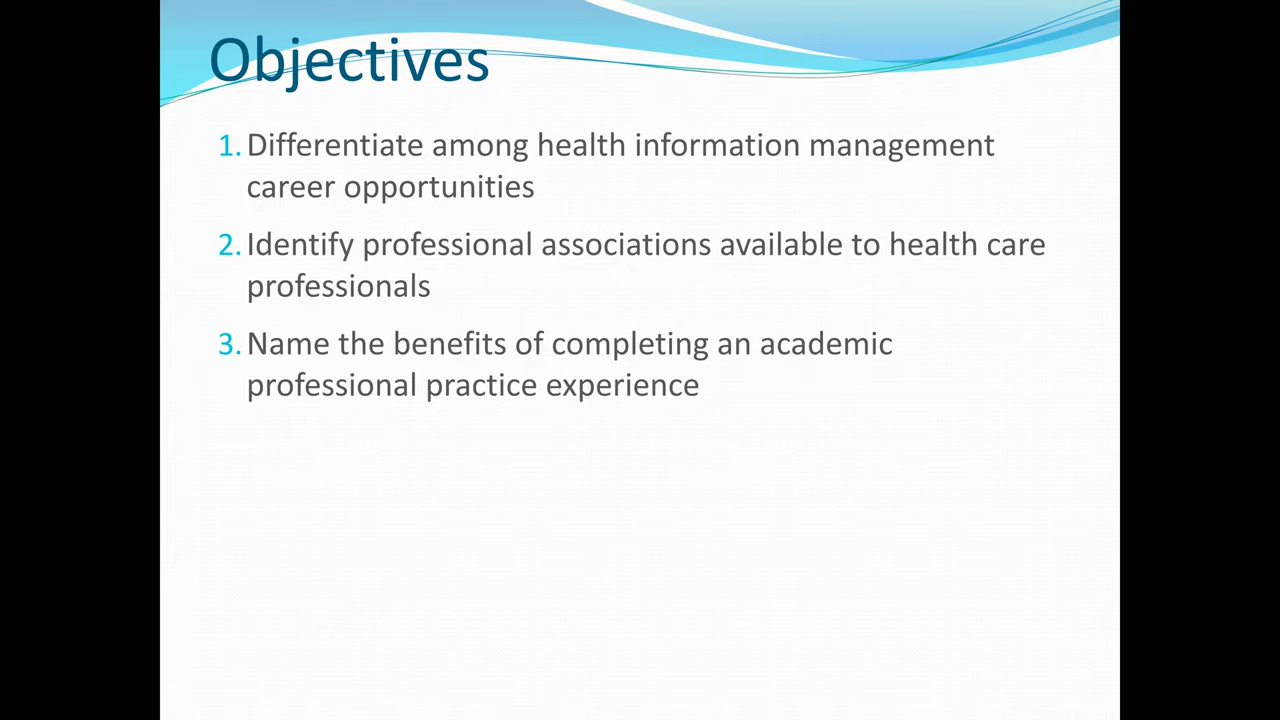 Objectives
1. Differentiate among health information management
career opportunities
2. Identify professional associations available to health care
professionals
3. Name the benefits of completing an academic
professional practice experience